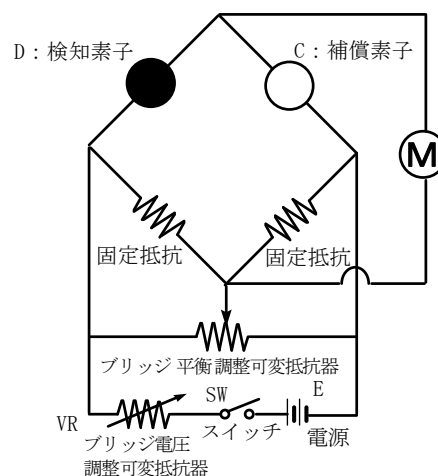 D：検知素子
C：補償素子
M
固定抵抗
固定抵抗
ブリッジ平衡調整可変抵抗器
SW
E
VR
スイッチ
電源
ブリッジ電圧
調整可変抵抗器